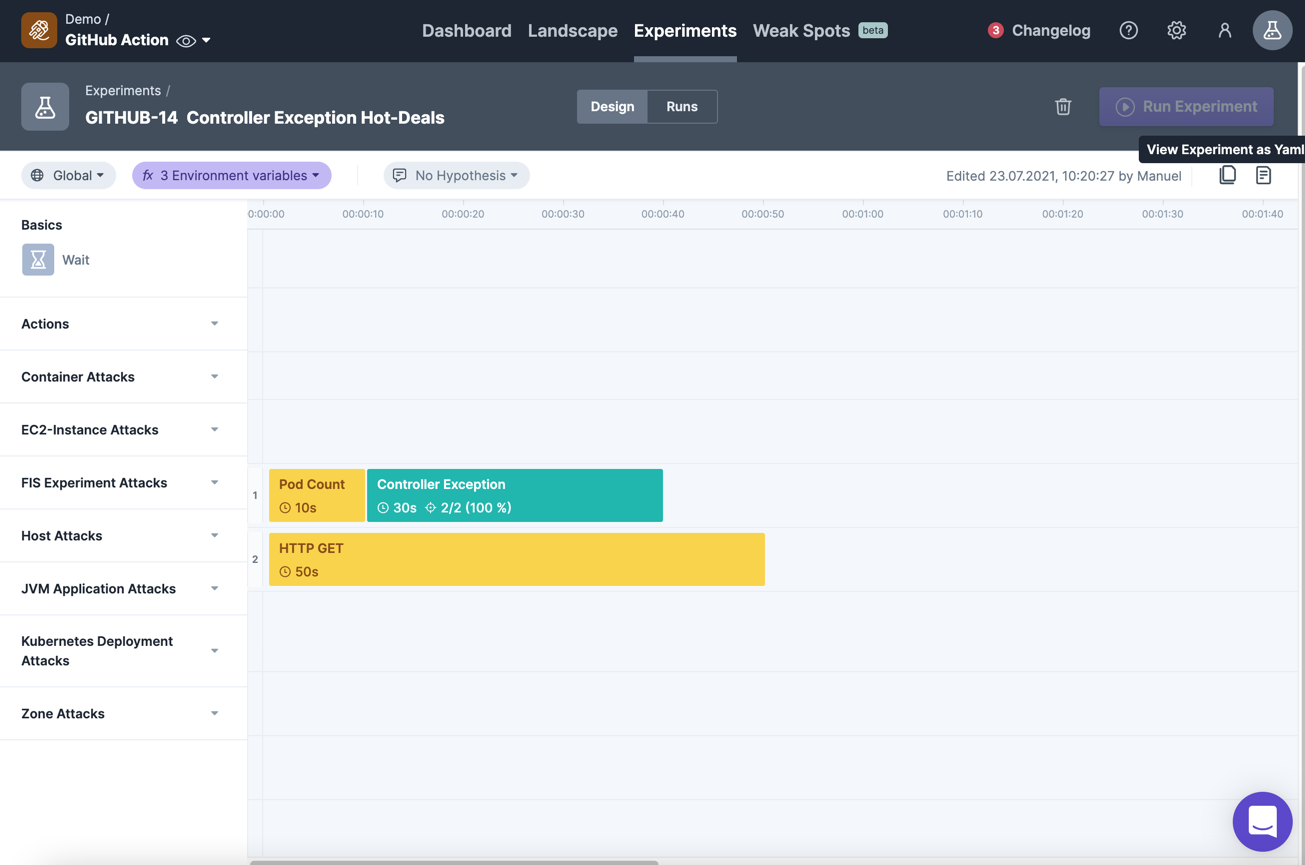 Demo /
GitHub Action
Dashboard
Landscape
Experiments
Weak Spots beta
3 Changelog
Experiments /
GITHUB-14 Controller Exception Hot-Deals
Design
Runs
Run Experiment
View Experiment as Yaml
Global
fx 3 Environment variables
No Hypothesis
Edited 23.07.2021, 10:20:27 by Manuel
0:00:00 00:00:10 00:00:20 00:00:30 00:00:40 00:00:50 00:01:00 00:01:10 00:01:20 00:01:30 00:01:40
Basics
Wait
Actions
Container Attacks
EC2-Instance Attacks
FIS Experiment Attacks
Host Attacks
JVM Application Attacks
Kubernetes Deployment
Attacks
Zone Attacks
1
Pod Count
10s
Controller Exception
30s 2/2 (100 %)
2
HTTP GET
50s